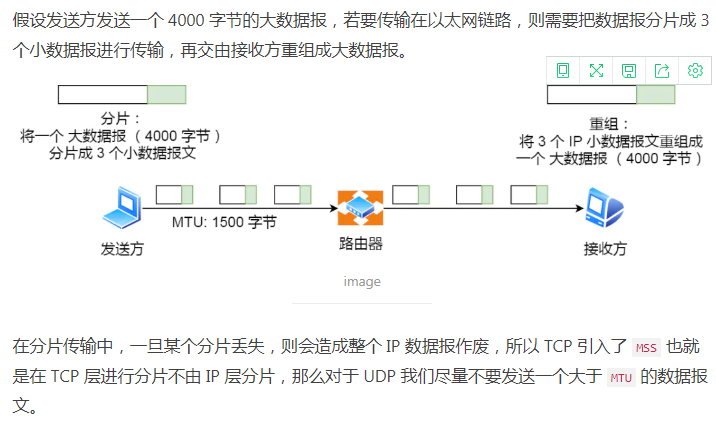 假设发送方发送一个 4000 字节的大数据报，若要传输在以太网链路，则需要把数据报分片成 3
个小数据报进行传输，再交由接收方重组成大数据报。
分片：
将一个 大数据报 （ 4000 字节 ）
分片成 3 个小数据报文
重组：
将 3 个 IP 小数据报文重组成
一个 大数据报 （ 4000 字节 ）
MTU: 1500 字节
发送方
路由器
接收方
image
在分片传输中，一旦某个分片丢失，则会造成整个 IP 数据报作废，所以 TCP 引入了 MSS 也就
是在 TCP 层进行分片不由 IP 层分片，那么对于 UDP 我们尽量不要发送一个大于 MTU 的数据报
文。